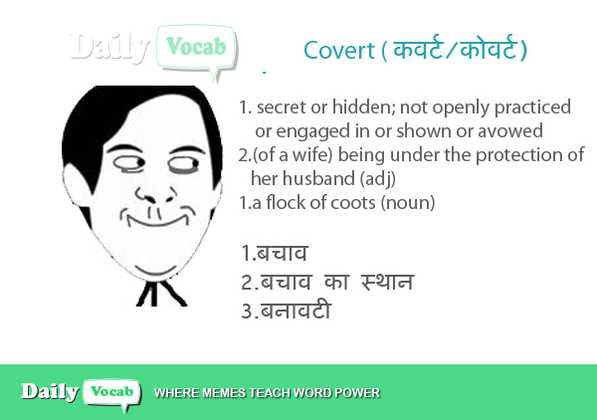 Daily Vocab
Covert ( कवर्ट/कोवर्ट)
1. secret or hidden; not openly practiced
or engaged in or shown or avowed
2.(of a wife) being under the protection of
her husband (adj)
1.a flock of coots (noun)
1.बचाव
2.बचाव का स्थान
3.बनावटी
Daily Vocab WHERE MEMES TEACH WORD POWER